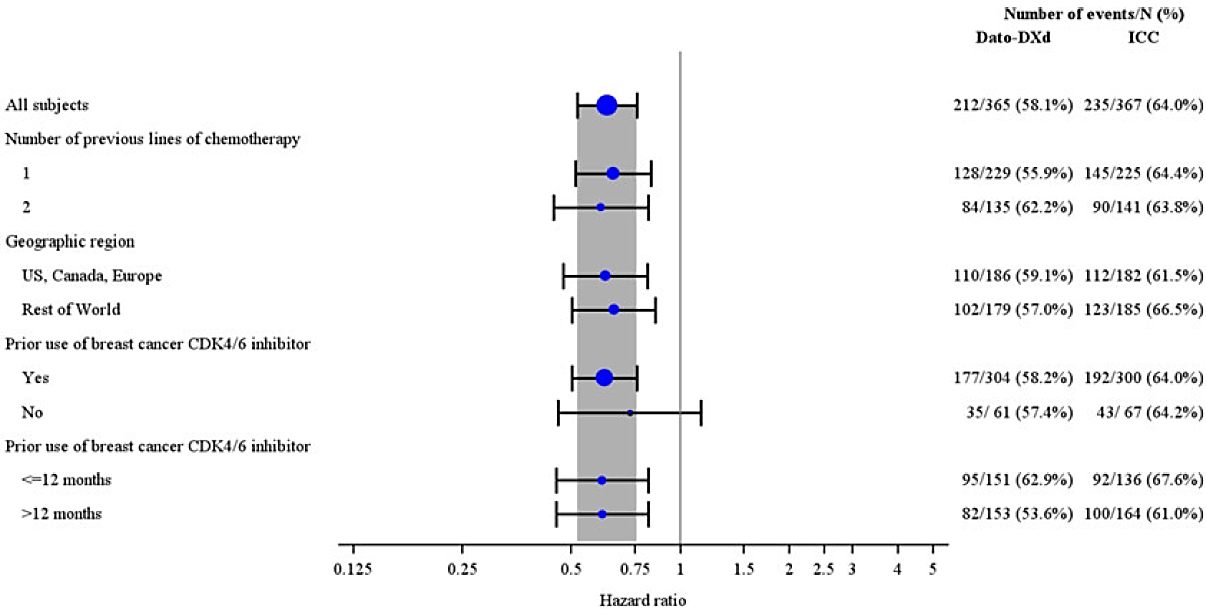 Number of events/N (%)
Dato-DXd ICC
All subjects 212/365 (58.1%) 235/367 (64.0%)
Number of previous lines of chemotherapy
1 128/229 (55.9%) 145/225 (64.4%)
2 84/135 (62.2%) 90/141 (63.8%)
Geographic region
US, Canada, Europe 110/186 (59.1%) 112/182 (61.5%)
Rest of World 102/179 (57.0%) 123/185 (66.5%)
Prior use of breast cancer CDK4/6 inhibitor
Yes 177/304 (58.2%) 192/300 (64.0%)
No 35/ 61 (57.4%) 43/ 67 (64.2%)
Prior use of breast cancer CDK4/6 inhibitor
<=12 months 95/151 (62.9%) 92/136 (67.6%)
>12 months 82/153 (53.6%) 100/164 (61.0%)
0.125 0.25 0.5 0.75 1 1.5 2 2.5 3 4 5
Hazard ratio